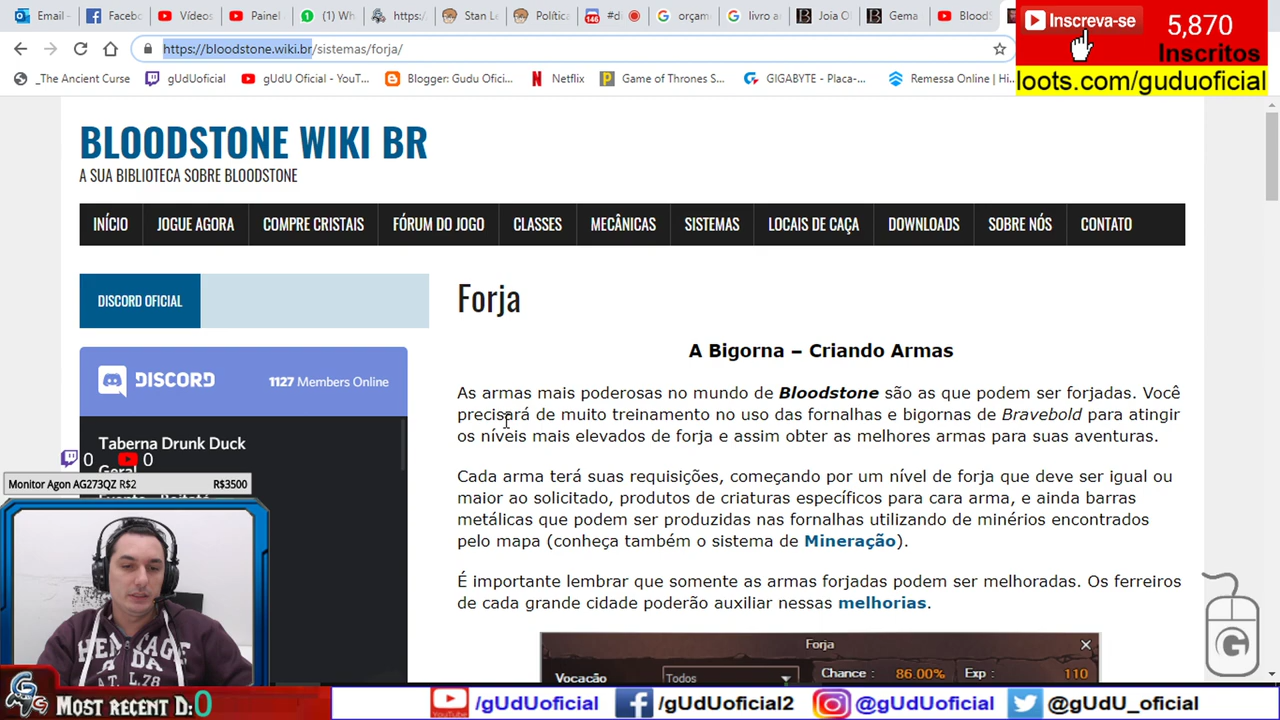 Email -
Facebo
Vídeos
Painel
(1) Wh
https:/
Stan Le
Polític
#di
orçam
livro a
Joia O
Gema
BloodS
https://bloodstone.wiki.br/sistemas/forja/
_The Ancient Curse
gUdUoficial
gUdU Oficial - YouT...
Blogger: Gudu Ofici...
Netflix
Game of Thrones S...
GIGABYTE - Placa-...
Remessa Online | Hi...
Inscreva-se
5,870
Inscritos
loots.com/guduoficial
BLOODSTONE WIKI BR
A SUA BIBLIOTECA SOBRE BLOODSTONE
INÍCIO
JOGUE AGORA
COMPRE CRISTAIS
FÓRUM DO JOGO
CLASSES
MECÂNICAS
SISTEMAS
LOCAIS DE CAÇA
DOWNLOADS
SOBRE NÓS
CONTATO
DISCORD OFICIAL
DISCORD
1127 Members Online
Taberna Drunk Duck
Geral
Forja
A Bigorna – Criando Armas
As armas mais poderosas no mundo de Bloodstone são as que podem ser forjadas. Você
precisará de muito treinamento no uso das fornalhas e bigornas de Bravebold para atingir
os níveis mais elevados de forja e assim obter as melhores armas para suas aventuras.
Cada arma terá suas requisições, começando por um nível de forja que deve ser igual ou
maior ao solicitado, produtos de criaturas específicos para cara arma, e ainda barras
metálicas que podem ser produzidas nas fornalhas utilizando de minérios encontrados
pelo mapa (conheça também o sistema de Mineração).
É importante lembrar que somente as armas forjadas podem ser melhoradas. Os ferreiros
de cada grande cidade poderão auxiliar nessas melhorias.
Forja
Vocação
Todos
Chance : 86.00%
Exp : 110
0
0
Monitor Agon AG273QZ R$2
R$3500
HERITAGE
DA
L.78
Most recent D: 0
/gUdUoficial
/gUdUoficial2
@gUdUoficial
@gUdU_oficial
G